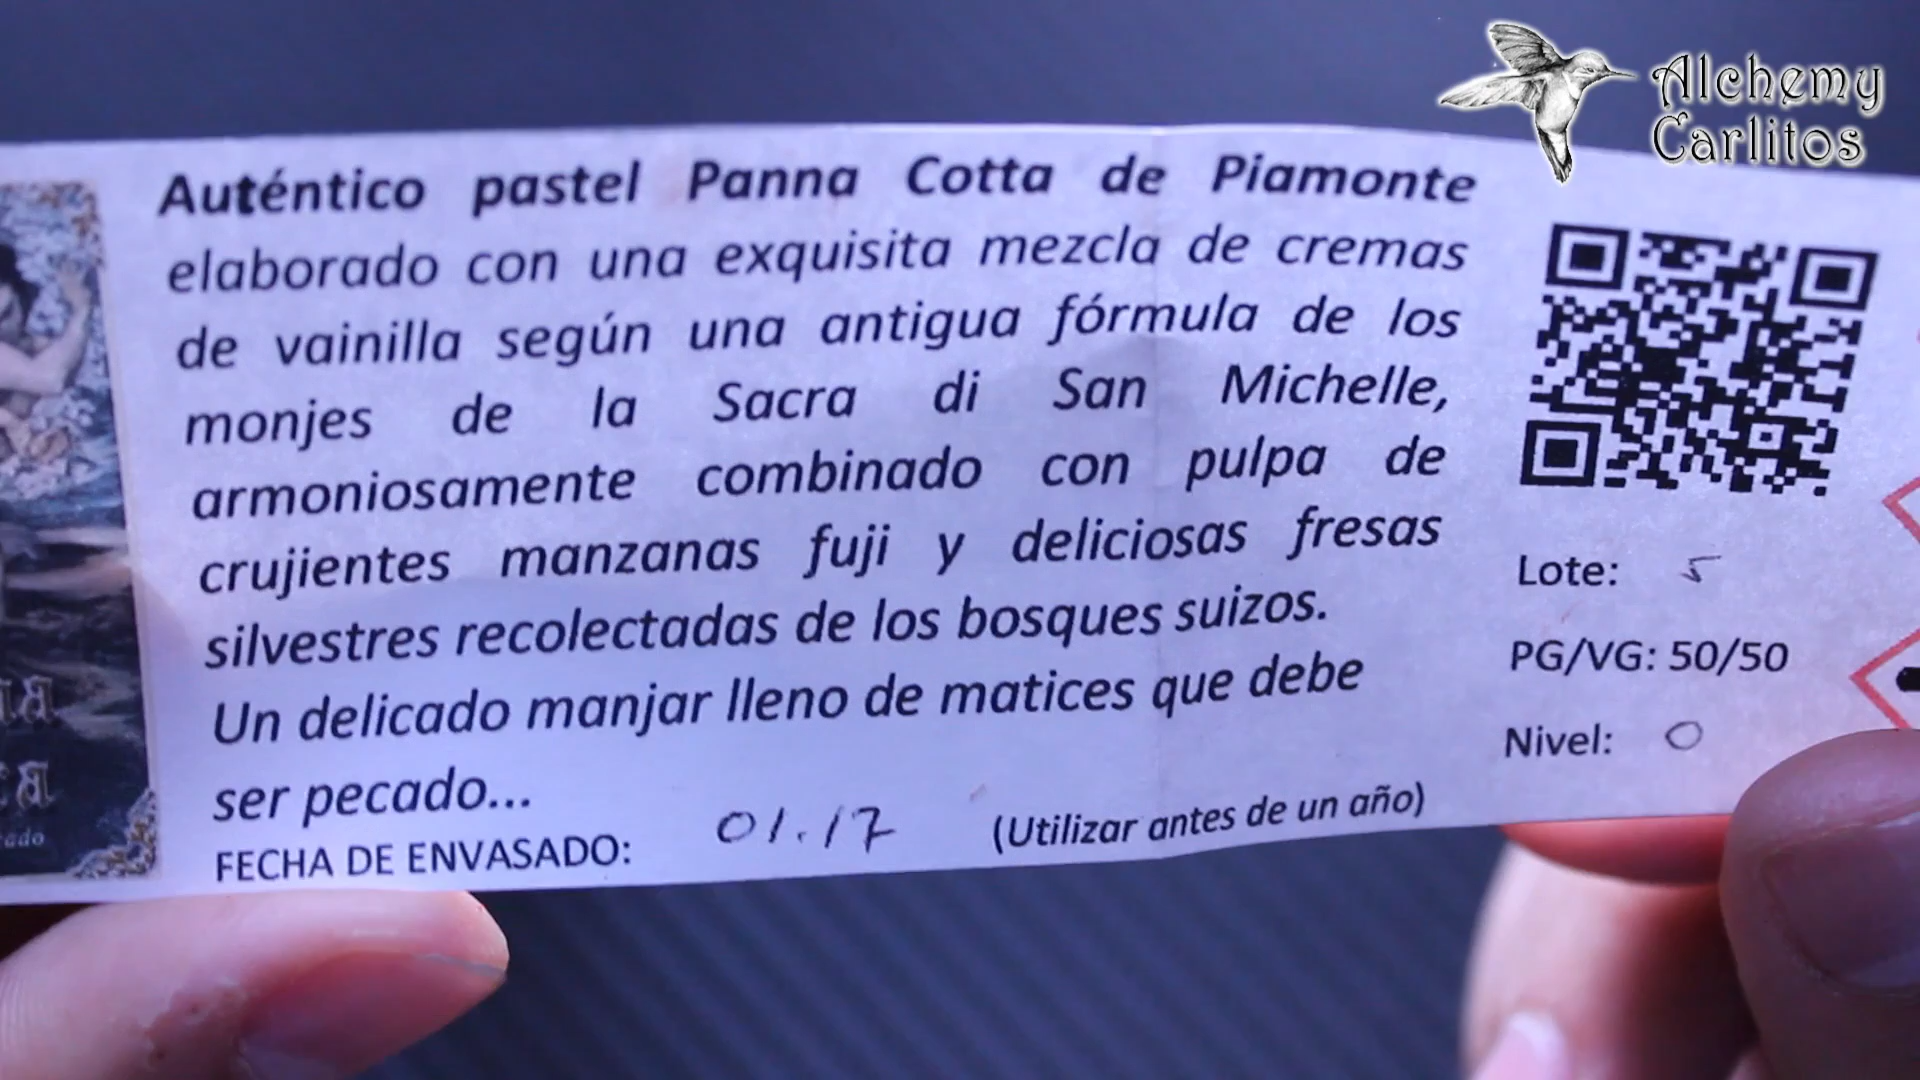 Alchemy
Carlitos
Auténtico pastel Panna Cotta de Piamonte
elaborado con una exquisita mezcla de cremas
de vainilla según una antigua fórmula de los
monjes de la Sacra di San Michelle,
armoniosamente combinado con pulpa de
crujientes manzanas fuji y deliciosas fresas
silvestres recolectadas de los bosques suizos.
Un delicado manjar lleno de matices que debe
ser pecado...
FECHA DE ENVASADO: 01.17 (Utilizar antes de un año)
Lote: 5
PG/VG: 50/50
Nivel: 0